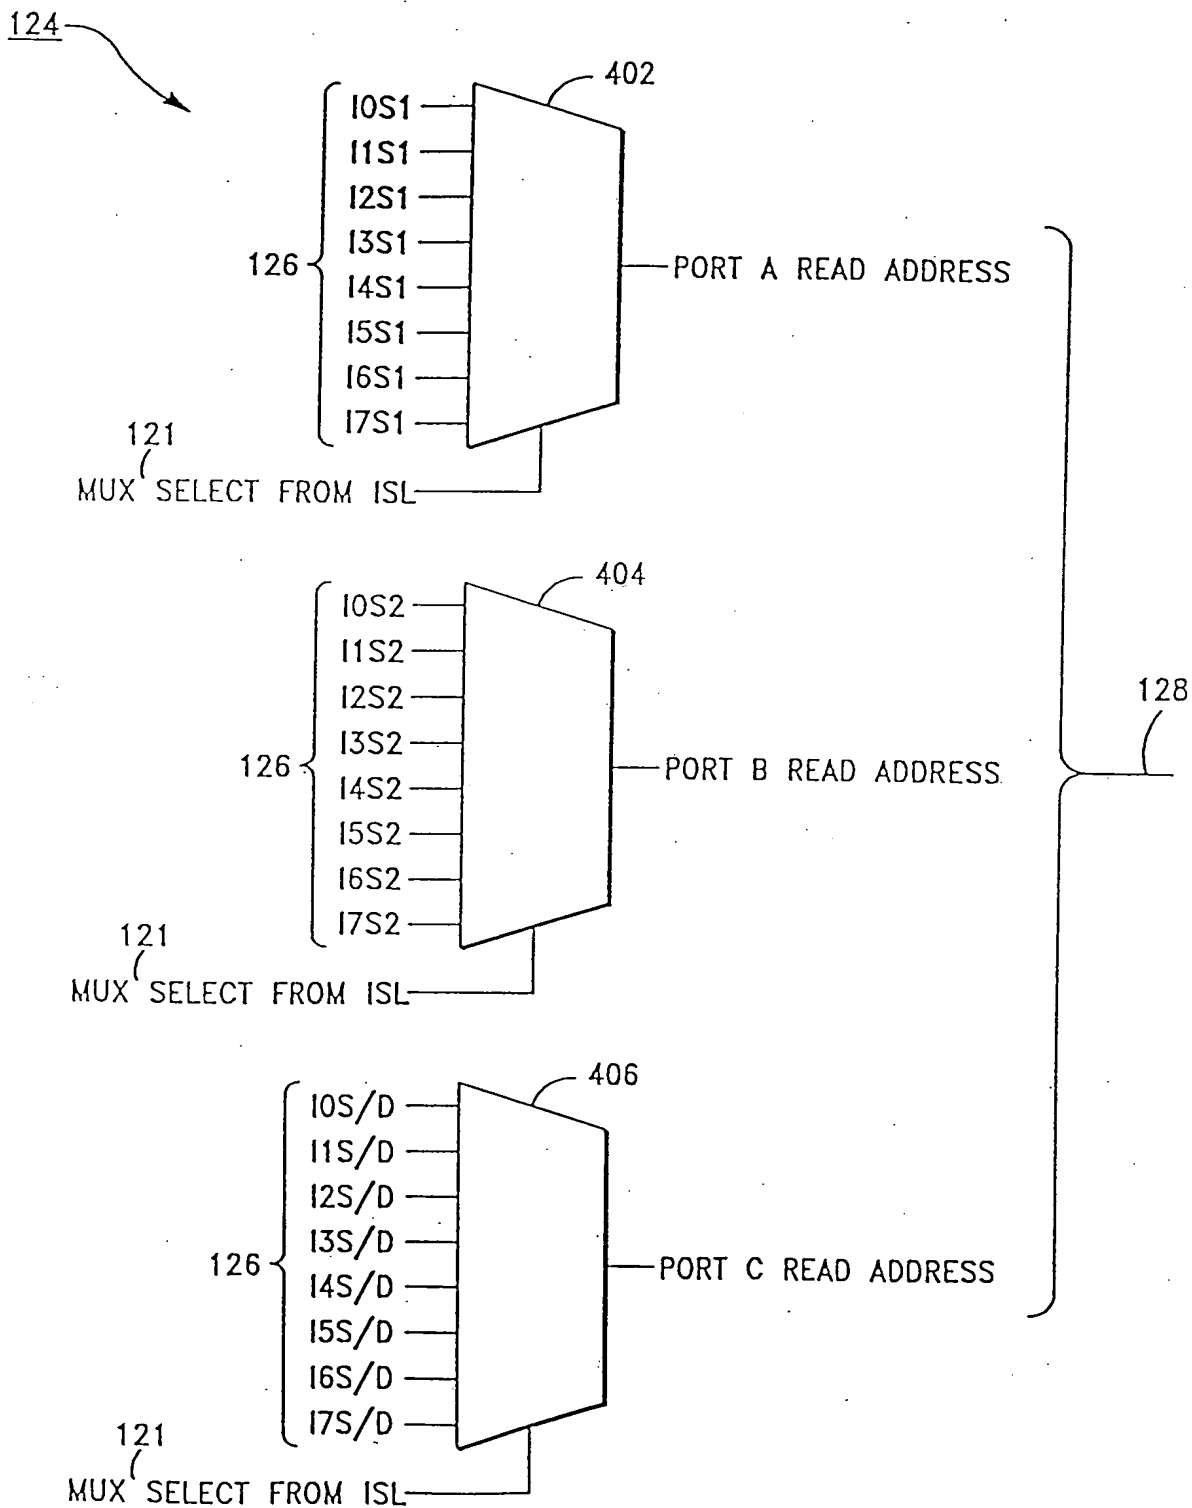 124
402
I0S1
I1S1
I2S1
I3S1
126
PORT A READ ADDRESS
I4S1
I5S1
I6S1
I7S1
121
MUX SELECT FROM ISL
404
I0S2
I1S2
I2S2
128
I3S2
126
PORT B READ ADDRESS
I4S2
I5S2
I6S2
I7S2
121
MUX SELECT FROM ISL
406
I0S/D
I1S/D
I2S/D
I3S/D
126
PORT C READ ADDRESS
I4S/D
I5S/D
I6S/D
I7S/D
121
MUX SELECT FROM ISL